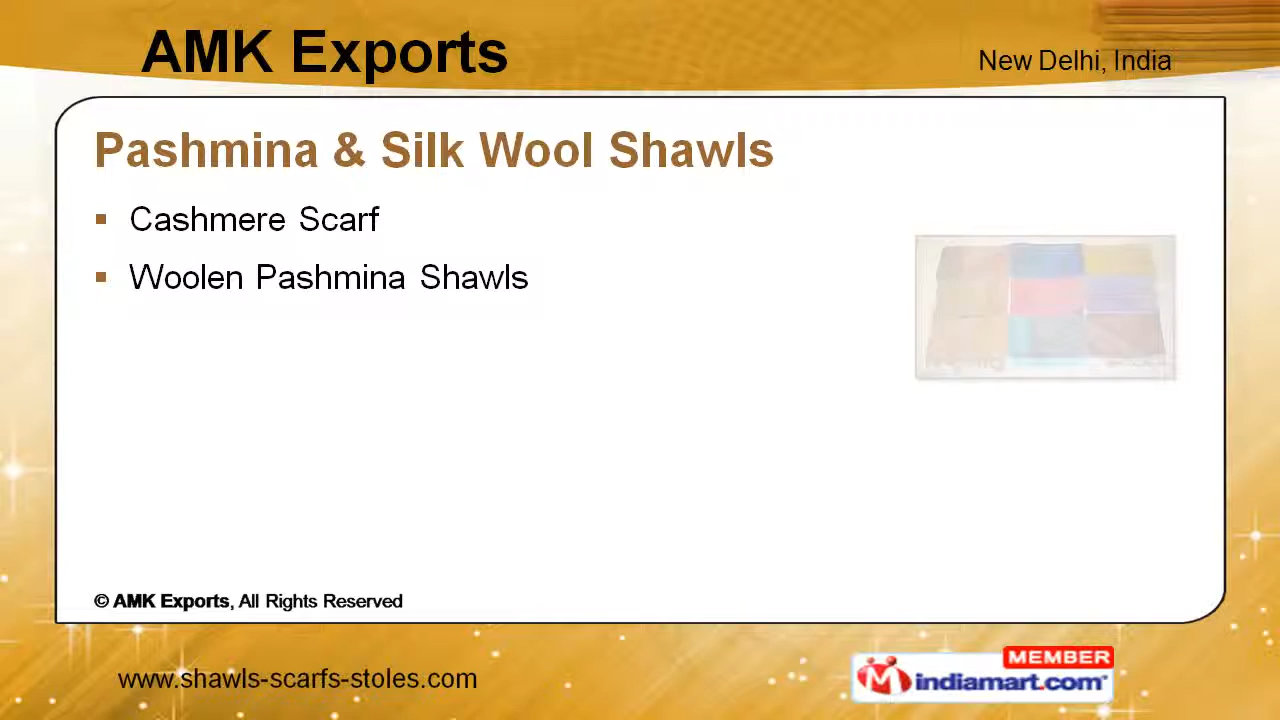 AMK Exports
New Delhi, India
Pashmina & Silk Wool Shawls
▪ Cashmere Scarf
▪ Woolen Pashmina Shawls
© AMK Exports, All Rights Reserved
www.shawls-scarfs-stoles.com
MEMBER
indiamart.com